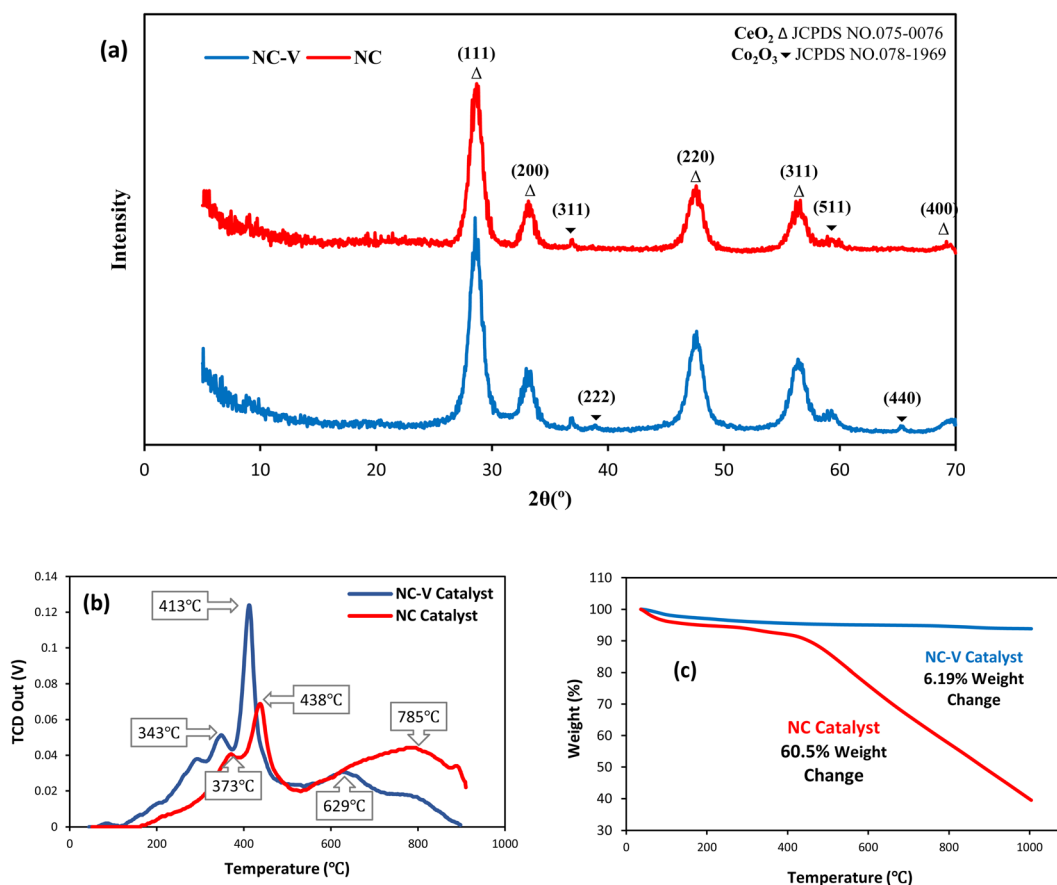 (a)
CeO₂ Δ JCPDS NO.075-0076
Co₂O₃ ▼ JCPDS NO.078-1969
NC-V NC
(111)
Δ
(200)
Δ
(311)
▼
(220)
Δ
(311)
Δ
(511)
▼
(400)
Δ
(222)
▼
(440)
▼
Intensity
0 10 20 30 40 50 60 70
2θ(º)
(b)
NC-V Catalyst
NC Catalyst
413℃
438℃
343℃
785℃
373℃
629℃
TCD Out (V)
0.14
0.12
0.1
0.08
0.06
0.04
0.02
0
0 200 400 600 800 1000
Temperature (℃)
(c)
NC-V Catalyst
6.19% Weight
Change
NC Catalyst
60.5% Weight
Change
Weight (%)
110
100
90
80
70
60
50
40
30
0 200 400 600 800 1000
Temperature (℃)